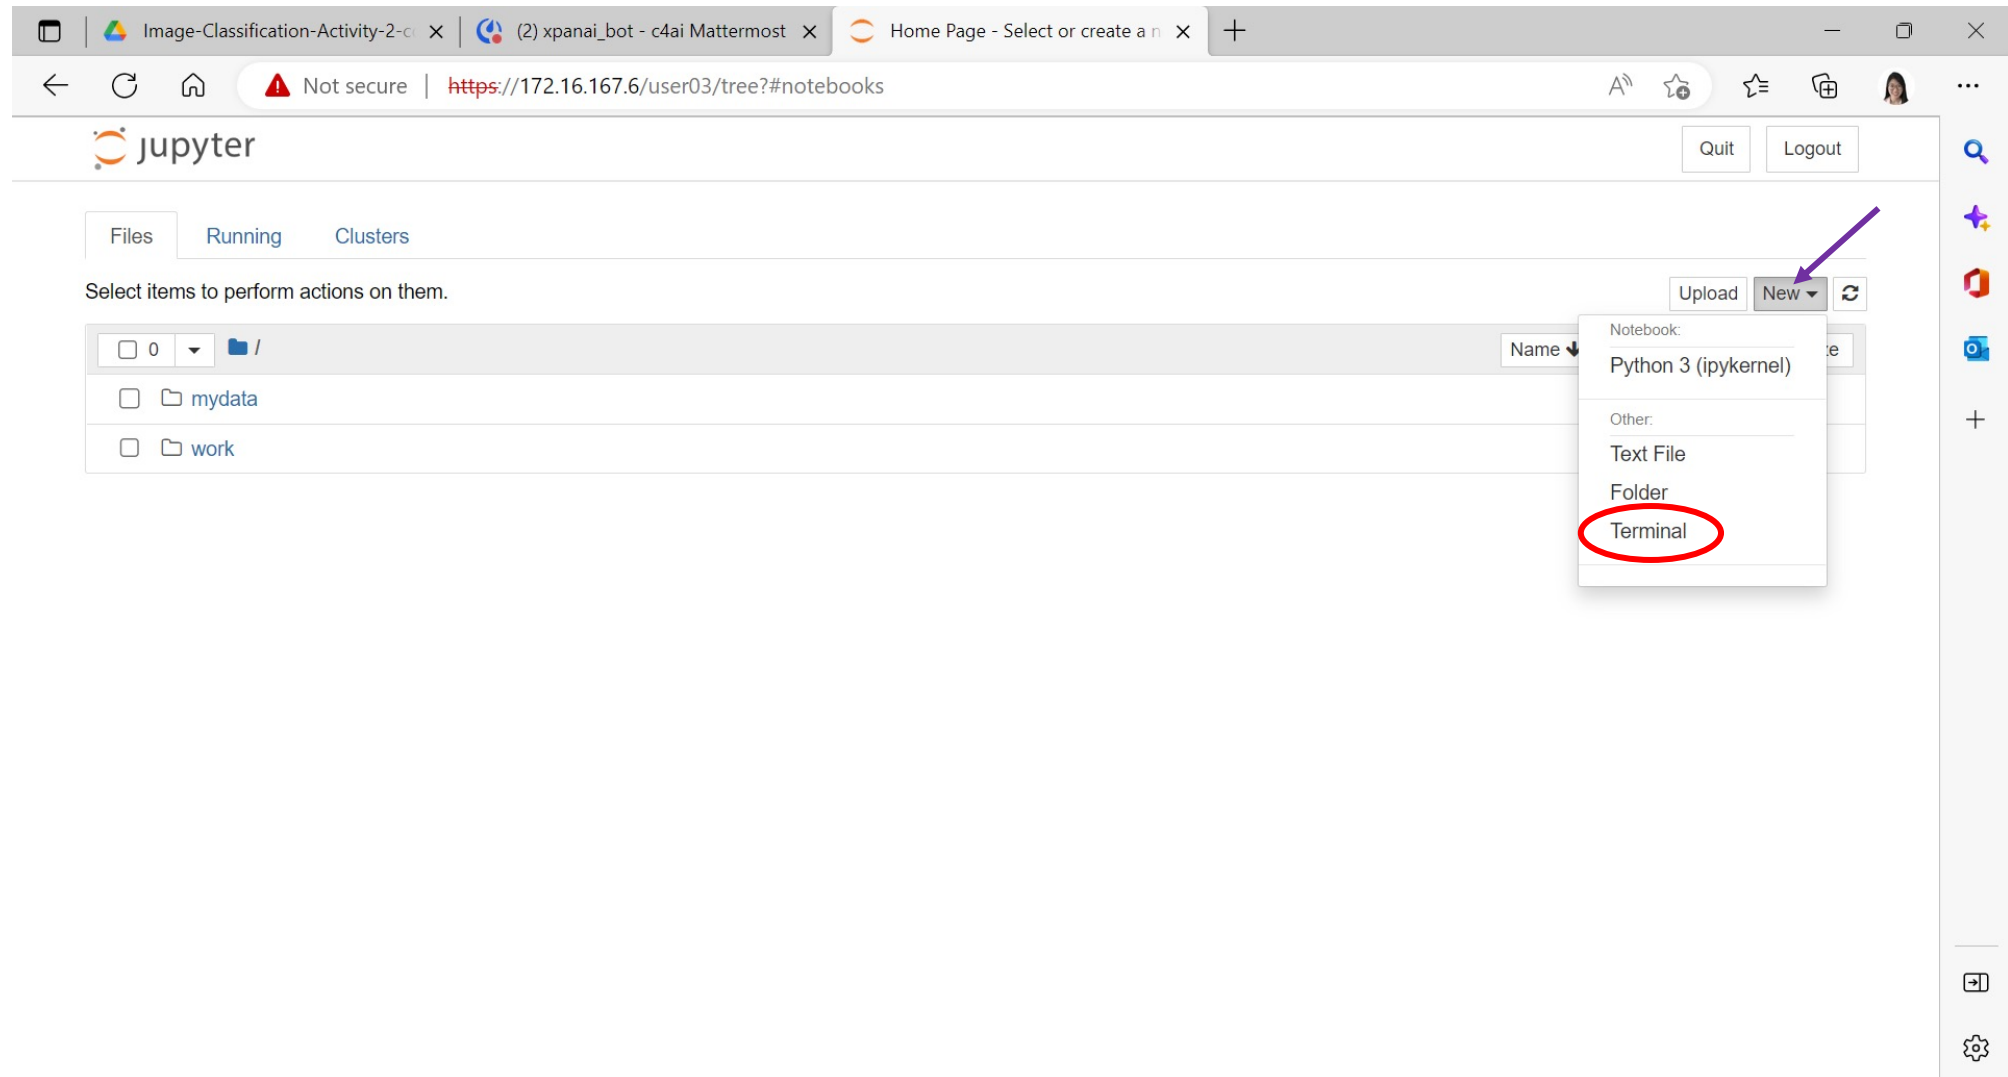 Image-Classification-Activity-2-c
(2) xpanai_bot - c4ai Mattermost
Home Page - Select or create a n
Not secure
https://172.16.167.6/user03/tree?#notebooks
jupyter
Quit
Logout
Files
Running
Clusters
Select items to perform actions on them.
Upload
New
0
/
Name
Notebook:
Python 3 (ipykernel)
mydata
Other:
work
Text File
Folder
Terminal